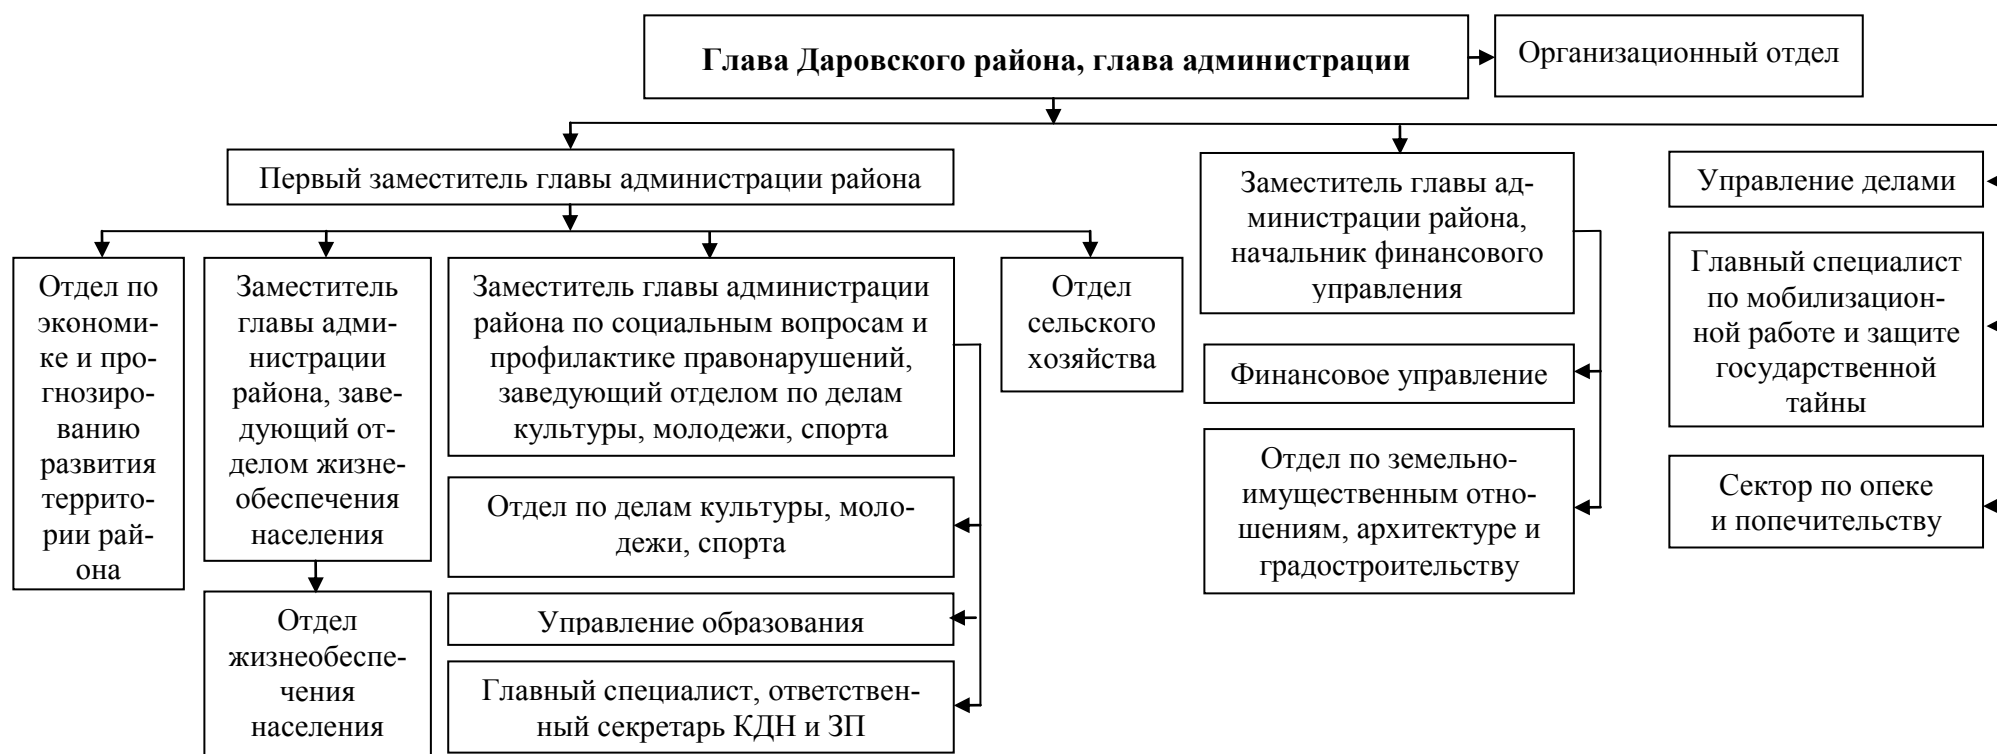 Глава Даровского района, глава администрации
Организационный отдел
Первый заместитель главы администрации района
Заместитель главы ад-
министрации района,
начальник финансового
управления
Управление делами
Отдел по
экономи-
ке и про-
гнозиро-
ванию
развития
террито-
рии рай-
она
Заместитель
главы адми-
нистрации
района, заве-
дующий от-
делом жизне-
обеспечения
населения
Заместитель главы администрации
района по социальным вопросам и
профилактике правонарушений,
заведующий отделом по делам
культуры, молодежи, спорта
Отдел
сельского
хозяйства
Главный специалист
по мобилизацион-
ной работе и защите
государственной
тайны
Финансовое управление
Отдел по земельно-
имущественным отно-
шениям, архитектуре и
градостроительству
Сектор по опеке
и попечительству
Отдел по делам культуры, моло-
дежи, спорта
Отдел
жизнеобеспе-
чения
населения
Управление образования
Главный специалист, ответствен-
ный секретарь КДН и ЗП